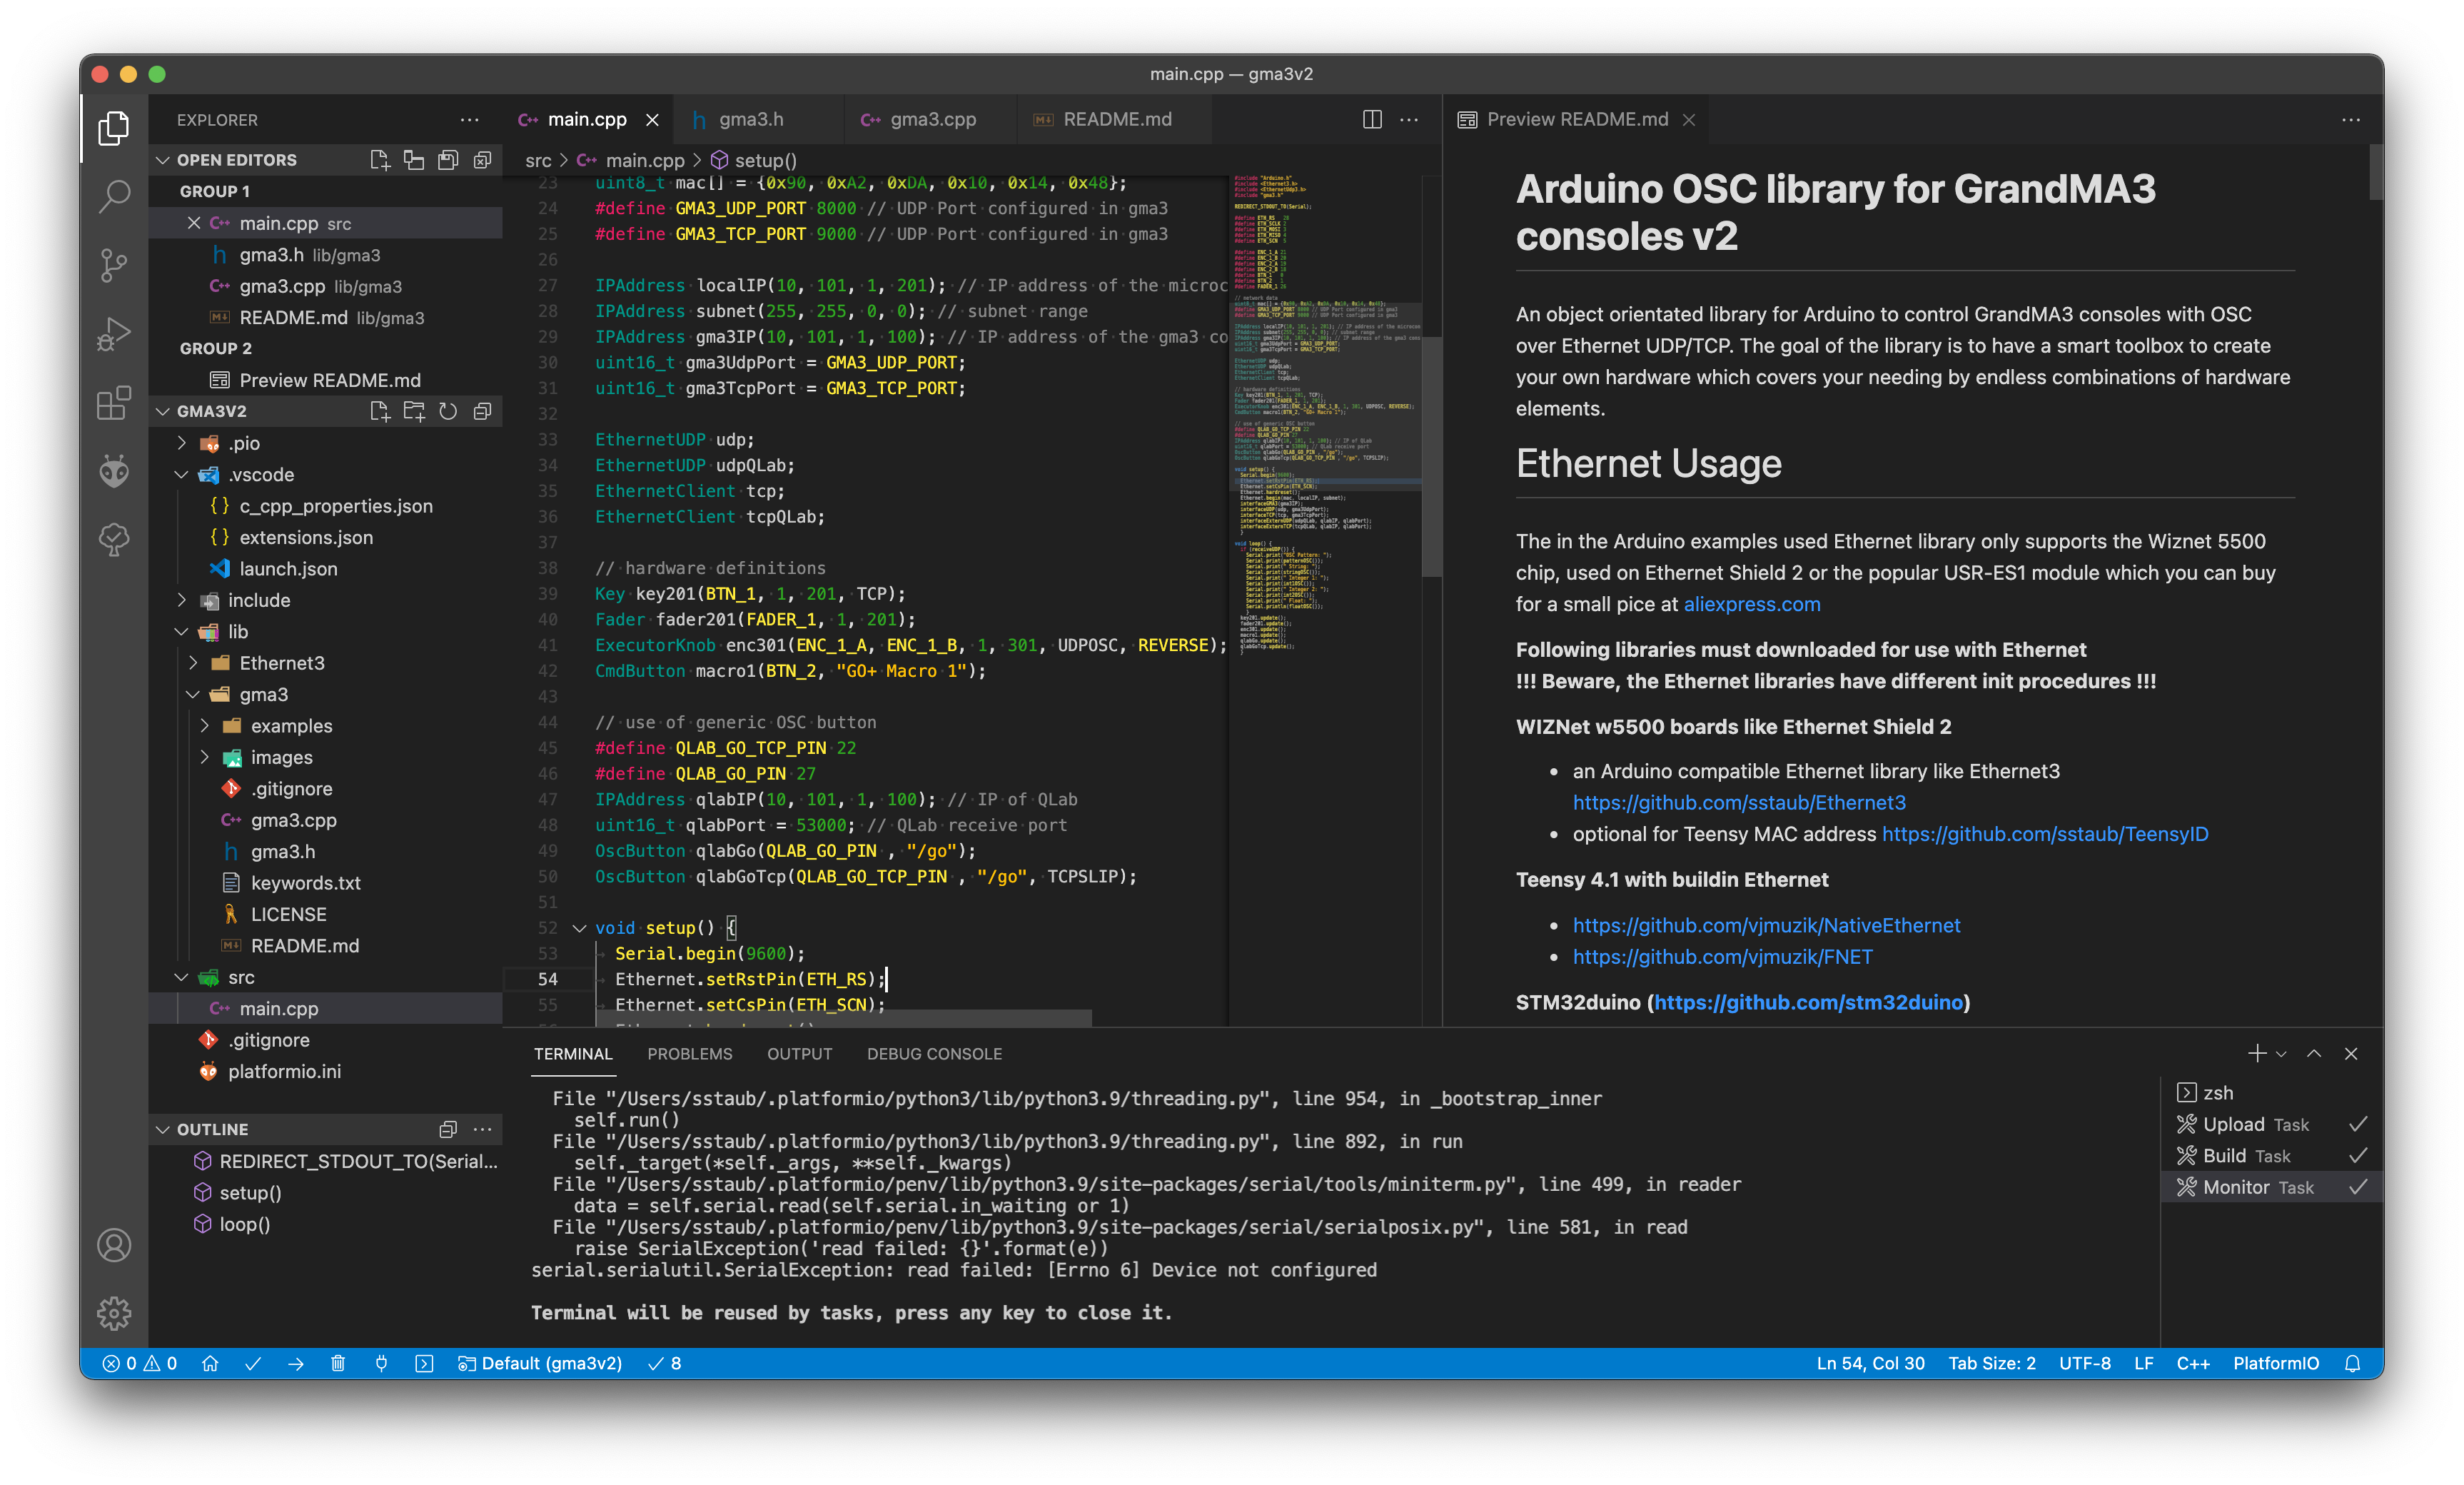 main.cpp — gma3v2
EXPLORER
OPEN EDITORS
GROUP 1
main.cpp src
gma3.h lib/gma3
gma3.cpp lib/gma3
README.md lib/gma3
GROUP 2
Preview README.md
GMA3V2
.pio
.vscode
c_cpp_properties.json
extensions.json
launch.json
include
lib
Ethernet3
gma3
examples
images
.gitignore
gma3.cpp
gma3.h
keywords.txt
LICENSE
README.md
src
main.cpp
.gitignore
platformio.ini
OUTLINE
REDIRECT_STDOUT_TO(Serial...
setup()
loop()
main.cpp
gma3.h
gma3.cpp
README.md
src > main.cpp > setup()
23 uint8_t mac[] = {0x90, 0xA2, 0xDA, 0x10, 0x14, 0x48};
24 #define GMA3_UDP_PORT 8000 // UDP Port configured in gma3
25 #define GMA3_TCP_PORT 9000 // UDP Port configured in gma3
26
27 IPAddress localIP(10, 101, 1, 201); // IP address of the microc
28 IPAddress subnet(255, 255, 0, 0); // subnet range
29 IPAddress gma3IP(10, 101, 1, 100); // IP address of the gma3 co
30 uint16_t gma3UdpPort = GMA3_UDP_PORT;
31 uint16_t gma3TcpPort = GMA3_TCP_PORT;
32
33 EthernetUDP udp;
34 EthernetUDP udpQLab;
35 EthernetClient tcp;
36 EthernetClient tcpQLab;
37
38 // hardware definitions
39 Key key201(BTN_1, 1, 201, TCP);
40 Fader fader201(FADER_1, 1, 201);
41 ExecutorKnob enc301(ENC_1_A, ENC_1_B, 1, 301, UDPOSC, REVERSE);
42 CmdButton macro1(BTN_2, "GO+ Macro 1");
43
44 // use of generic OSC button
45 #define QLAB_GO_TCP_PIN 22
46 #define QLAB_GO_PIN 27
47 IPAddress qlabIP(10, 101, 1, 100); // IP of QLab
48 uint16_t qlabPort = 53000; // QLab receive port
49 OscButton qlabGo(QLAB_GO_PIN , "/go");
50 OscButton qlabGoTcp(QLAB_GO_TCP_PIN , "/go", TCPSLIP);
51
52 void setup() {
53 Serial.begin(9600);
54 Ethernet.setRstPin(ETH_RS);
55 Ethernet.setCsPin(ETH_SCN);
Preview README.md
Arduino OSC library for GrandMA3
consoles v2
An object orientated library for Arduino to control GrandMA3 consoles with OSC
over Ethernet UDP/TCP. The goal of the library is to have a smart toolbox to create
your own hardware which covers your needing by endless combinations of hardware
elements.
Ethernet Usage
The in the Arduino examples used Ethernet library only supports the Wiznet 5500
chip, used on Ethernet Shield 2 or the popular USR-ES1 module which you can buy
for a small pice at aliexpress.com
Following libraries must downloaded for use with Ethernet
!!! Beware, the Ethernet libraries have different init procedures !!!
WIZNet w5500 boards like Ethernet Shield 2
• an Arduino compatible Ethernet library like Ethernet3
https://github.com/sstaub/Ethernet3
• optional for Teensy MAC address https://github.com/sstaub/TeensyID
Teensy 4.1 with buildin Ethernet
• https://github.com/vjmuzik/NativeEthernet
• https://github.com/vjmuzik/FNET
STM32duino (https://github.com/stm32duino)
TERMINAL PROBLEMS OUTPUT DEBUG CONSOLE
File "/Users/sstaub/.platformio/python3/lib/python3.9/threading.py", line 954, in _bootstrap_inner
self.run()
File "/Users/sstaub/.platformio/python3/lib/python3.9/threading.py", line 892, in run
self._target(*self._args, **self._kwargs)
File "/Users/sstaub/.platformio/penv/lib/python3.9/site-packages/serial/tools/miniterm.py", line 499, in reader
data = self.serial.read(self.serial.in_waiting or 1)
File "/Users/sstaub/.platformio/penv/lib/python3.9/site-packages/serial/serialposix.py", line 581, in read
raise SerialException('read failed: {}'.format(e))
serial.serialutil.SerialException: read failed: [Errno 6] Device not configured
Terminal will be reused by tasks, press any key to close it.
zsh
Upload Task
Build Task
Monitor Task
0 0 Default (gma3v2) 8
Ln 54, Col 30 Tab Size: 2 UTF-8 LF C++ PlatformIO